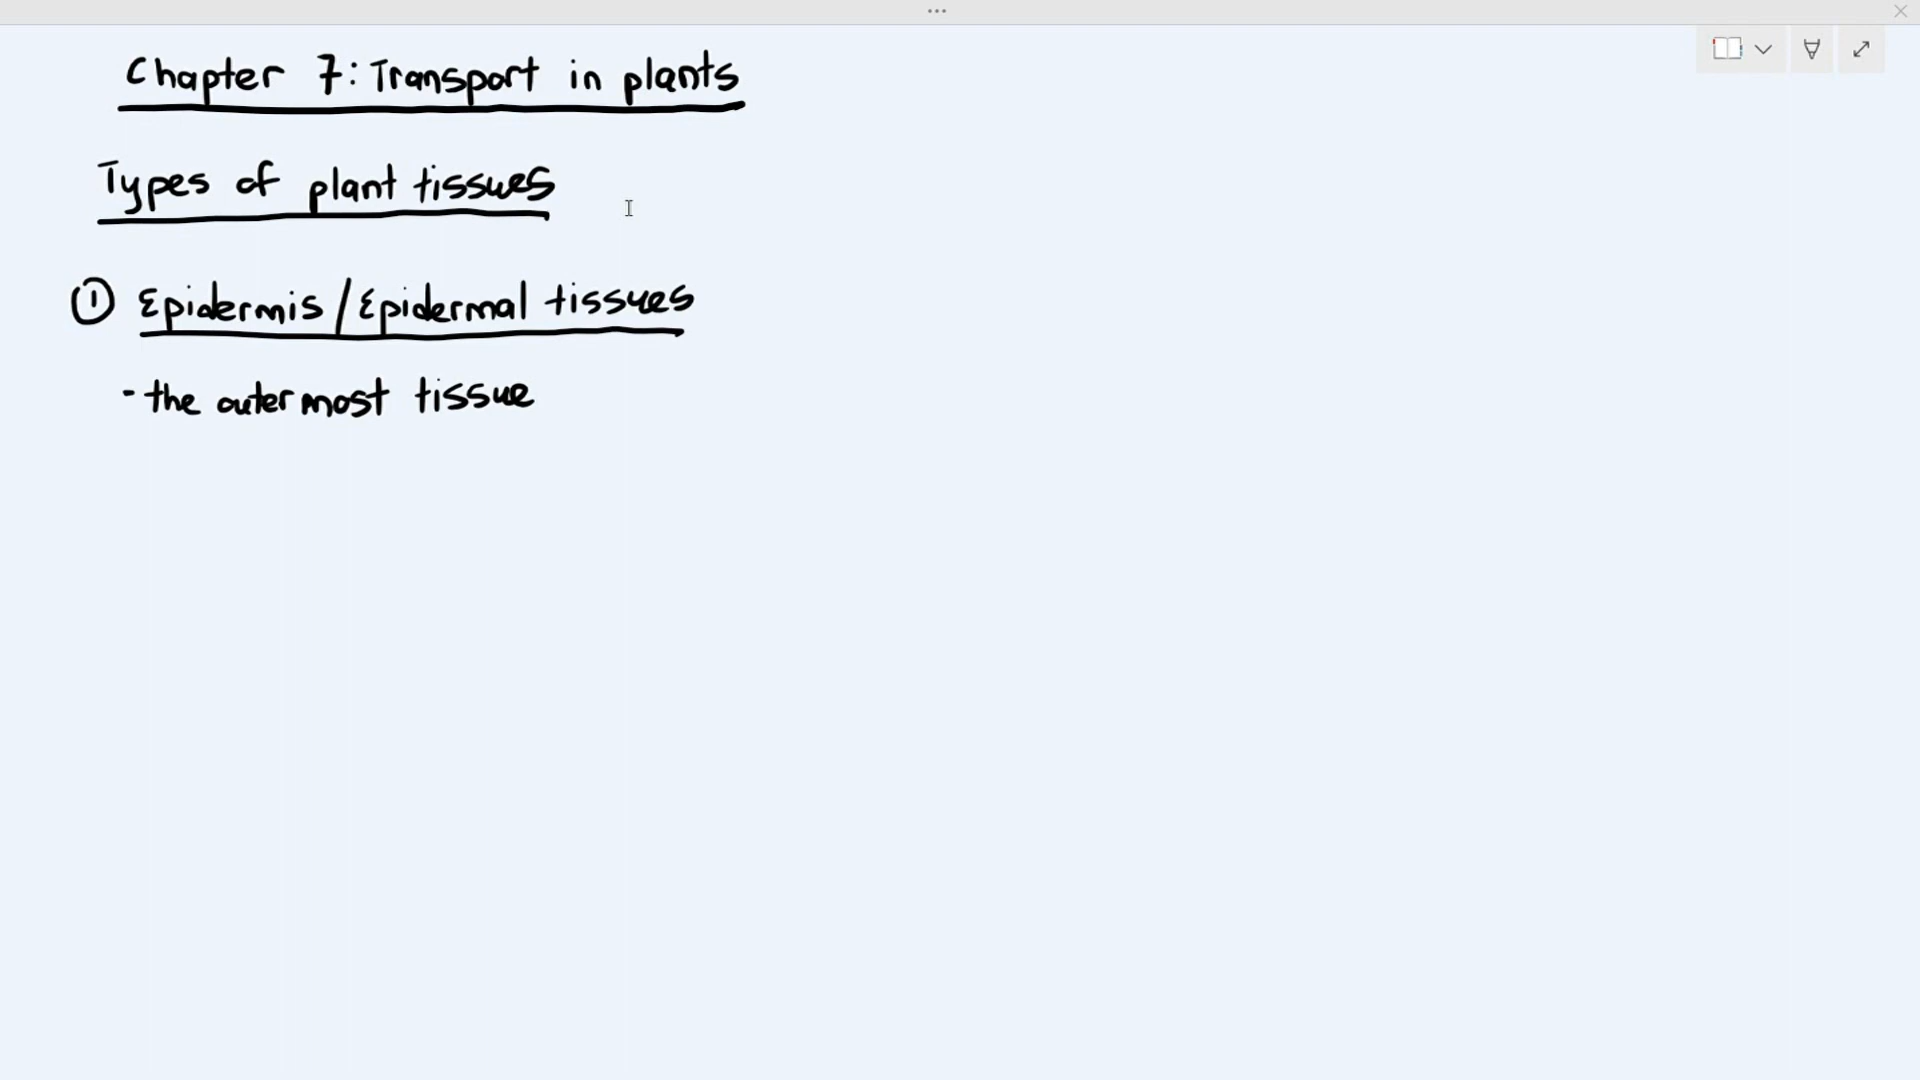 Chapter 7: Transport in plants
Types of plant tissues
① Epidermis/Epidermal tissues
- the outermost tissue